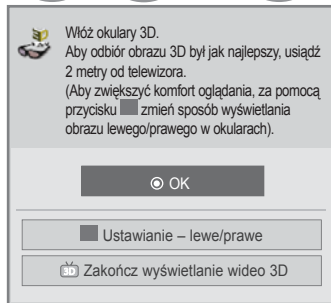 Włóż okulary 3D.
Aby odbiór obrazu 3D był jak najlepszy, usiądź
2 metry od telewizora.
(Aby zwiększyć komfort oglądania, za pomocą
przycisku zmień sposób wyświetlania
obrazu lewego/prawego w okularach).
OK
Ustawianie – lewe/prawe
3D Zakończ wyświetlanie wideo 3D